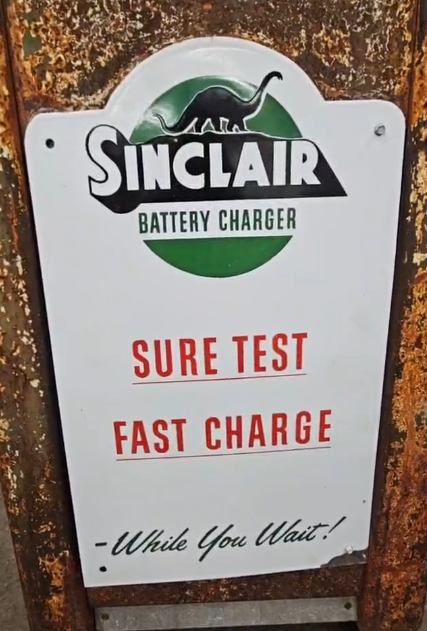 SINCLAIR
BATTERY CHARGER
SURE TEST
FAST CHARGE
-While You Wait!